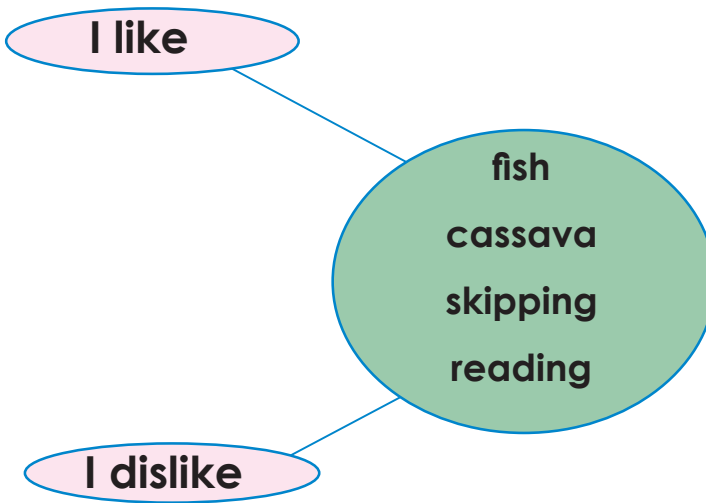 I like
fish
cassava
skipping
reading
I dislike